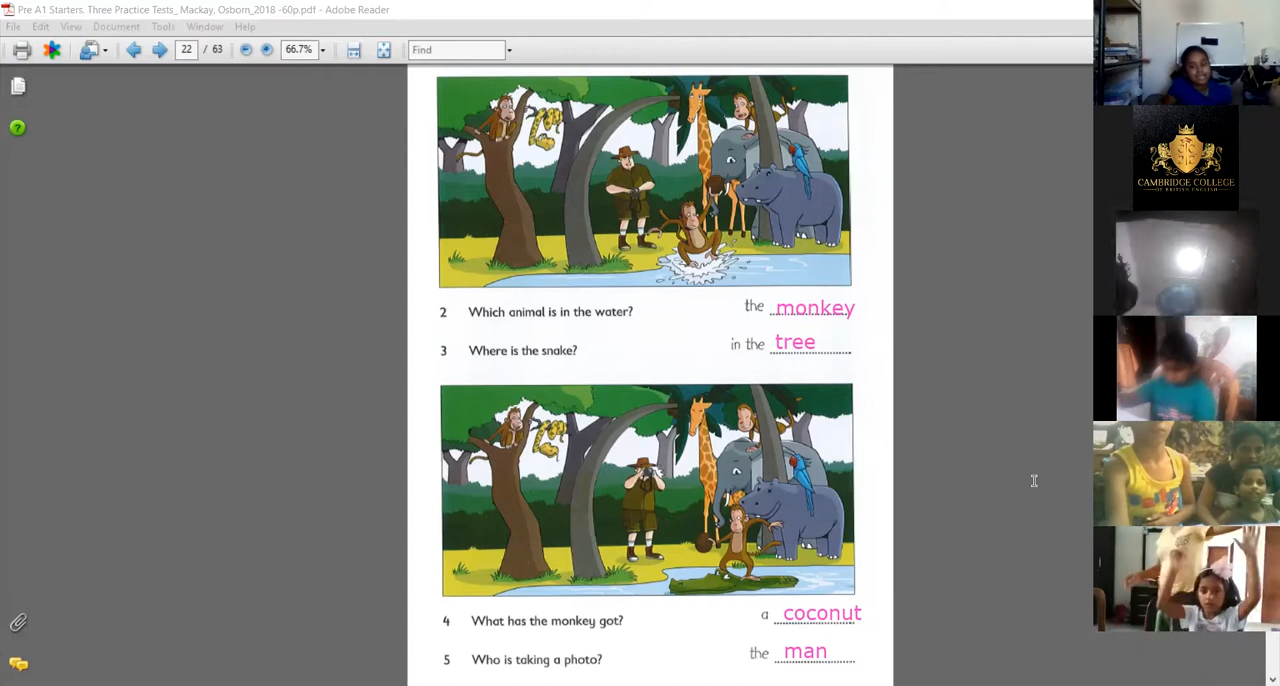 Pre A1 Starters. Three Practice Tests_ Mackay, Osborn_2018 -60p.pdf - Adobe Reader
File Edit View Document Tools Window Help
22 / 63 66.7% Find
CAMBRIDGE COLLEGE
OF BRITISH ENGLISH
2 Which animal is in the water? the monkey
3 Where is the snake? in the tree
4 What has the monkey got? a coconut
5 Who is taking a photo? the man